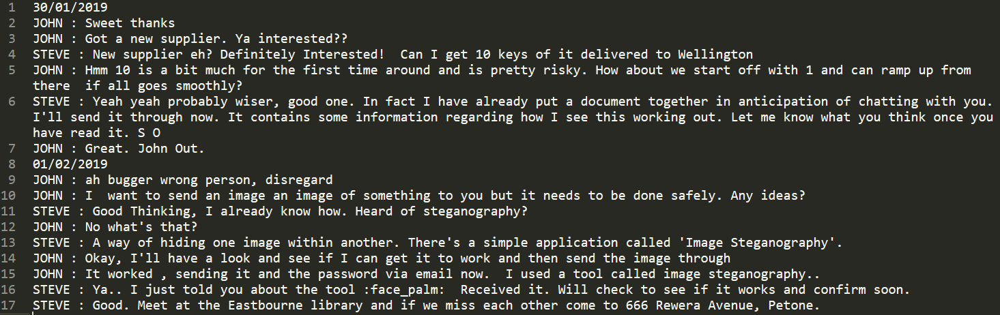 1 30/01/2019
2 JOHN : Sweet thanks
3 JOHN : Got a new supplier. Ya interested??
4 STEVE : New supplier eh? Definitely Interested!  Can I get 10 keys of it delivered to Wellington
5 JOHN : Hmm 10 is a bit much for the first time around and is pretty risky. How about we start off with 1 and can ramp up from
there  if all goes smoothly?
6 STEVE : Yeah yeah probably wiser, good one. In fact I have already put a document together in anticipation of chatting with you.
I'll send it through now. It contains some information regarding how I see this working out. Let me know what you think once you
have read it. S O
7 JOHN : Great. John Out.
8 01/02/2019
9 JOHN : ah bugger wrong person, disregard
10 JOHN : I  want to send an image an image of something to you but it needs to be done safely. Any ideas?
11 STEVE : Good Thinking, I already know how. Heard of steganography?
12 JOHN : No what's that?
13 STEVE : A way of hiding one image within another. There's a simple application called 'Image Steganography'.
14 JOHN : Okay, I'll have a look and see if I can get it to work and then send the image through
15 JOHN : It worked , sending it and the password via email now.  I used a tool called image steganography..
16 STEVE : Ya.. I just told you about the tool :face_palm:  Received it. Will check to see if it works and confirm soon.
17 STEVE : Good. Meet at the Eastbourne library and if we miss each other come to 666 Rewera Avenue, Petone.